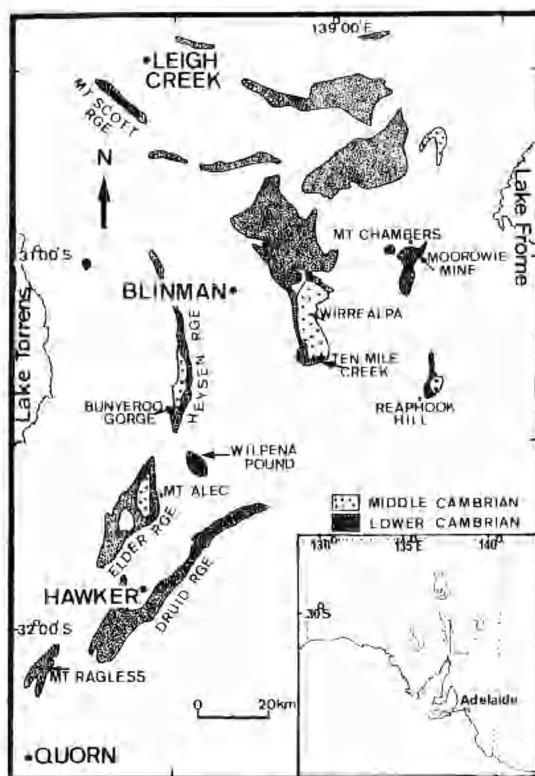 139 00' E
LEIGH
CREEK
MT SCOTT
RGE
N
Lake Frome
MT CHAMBERS
31°00'S
MOOROWIE
MINE
BLINMAN
Lake Torrens
WIRREALPA
HEYSEN RGE
TEN MILE
CREEK
BUNYEROO
GORGE
REAPHOOK
HILL
WILPENA
POUND
MT ALEC
MIDDLE CAMBRIAN
LOWER CAMBRIAN
ELDER RGE
DRUID RGE
130°
135°E
140°
30°S
HAWKER
32°00'S
MT RAGLESS
Adelaide
0 20km
QUORN